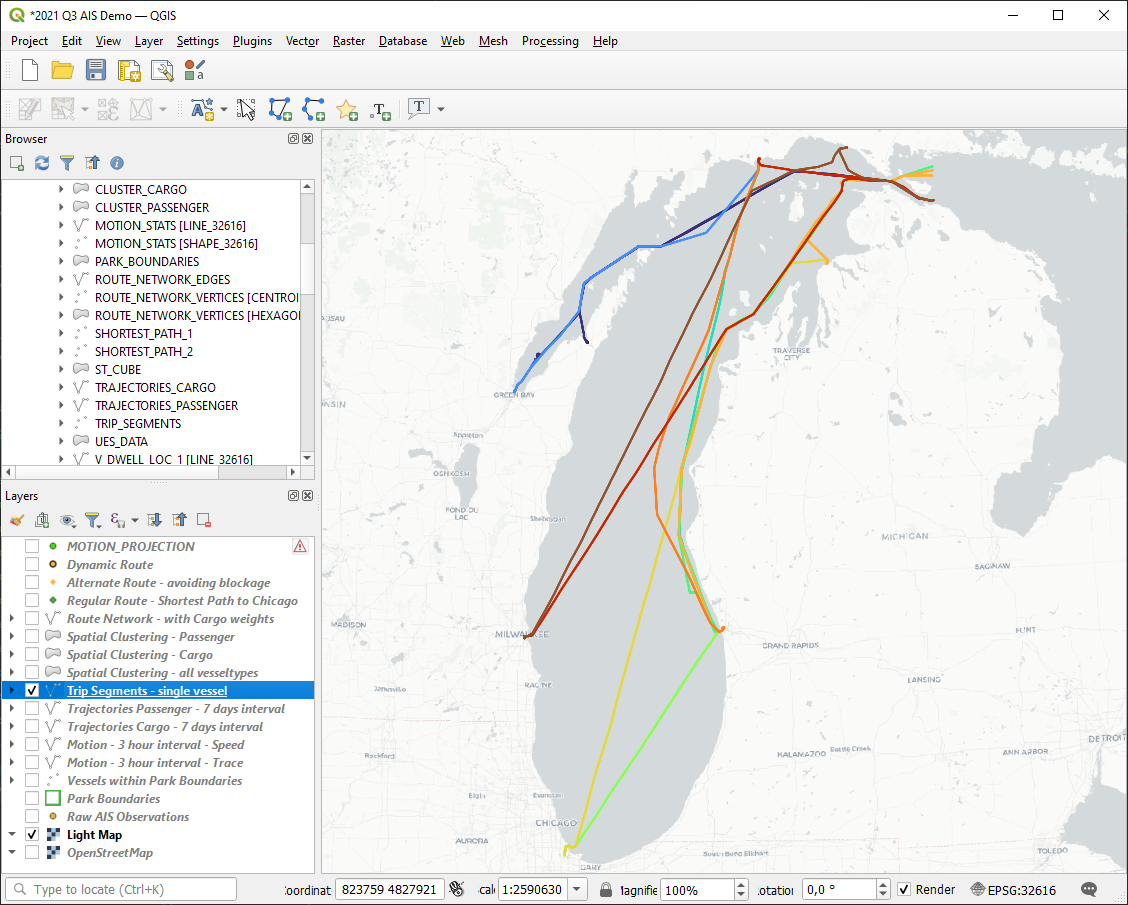 *2021 Q3 AIS Demo — QGIS
Project Edit View Layer Settings Plugins Vector Raster Database Web Mesh Processing Help
Browser
CLUSTER_CARGO
CLUSTER_PASSENGER
MOTION_STATS [LINE_32616]
MOTION_STATS [SHAPE_32616]
PARK_BOUNDARIES
ROUTE_NETWORK_EDGES
ROUTE_NETWORK_VERTICES [CENTROI
ROUTE_NETWORK_VERTICES [HEXAGO
SHORTEST_PATH_1
SHORTEST_PATH_2
ST_CUBE
TRAJECTORIES_CARGO
TRAJECTORIES_PASSENGER
TRIP_SEGMENTS
UES_DATA
V_DWELL_LOC_1 [LINE_32616]
Layers
MOTION_PROJECTION
Dynamic Route
Alternate Route - avoiding blockage
Regular Route - Shortest Path to Chicago
Route Network - with Cargo weights
Spatial Clustering - Passenger
Spatial Clustering - Cargo
Spatial Clustering - all vesseltypes
Trip Segments - single vessel
Trajectories Passenger - 7 days interval
Trajectories Cargo - 7 days interval
Motion - 3 hour interval - Speed
Motion - 3 hour interval - Trace
Vessels within Park Boundaries
Park Boundaries
Raw AIS Observations
Light Map
OpenStreetMap
AUSAU
TRAVERSE CITY
GREEN BAY
NSIN
Appleton
OSHKOSH
FOND DU LAC
Sheboygan
MICHIGAN
SAGINAW
MADISON
MILWAUKEE
FLINT
GRAND RAPIDS
LANSING
RACINE
Janesville
DETROIT
ANN ARBOR
KALAMAZOO
Battle Creek
Rockford
Elgin
Evanston
CHICAGO
AURORA
GARY
South Bend
Elkhart
TOLEDO
Type to locate (Ctrl+K)
oordinat 823759 4827921 cale 1:2590630 agnifie 100% otation 0,0 ° Render EPSG:32616